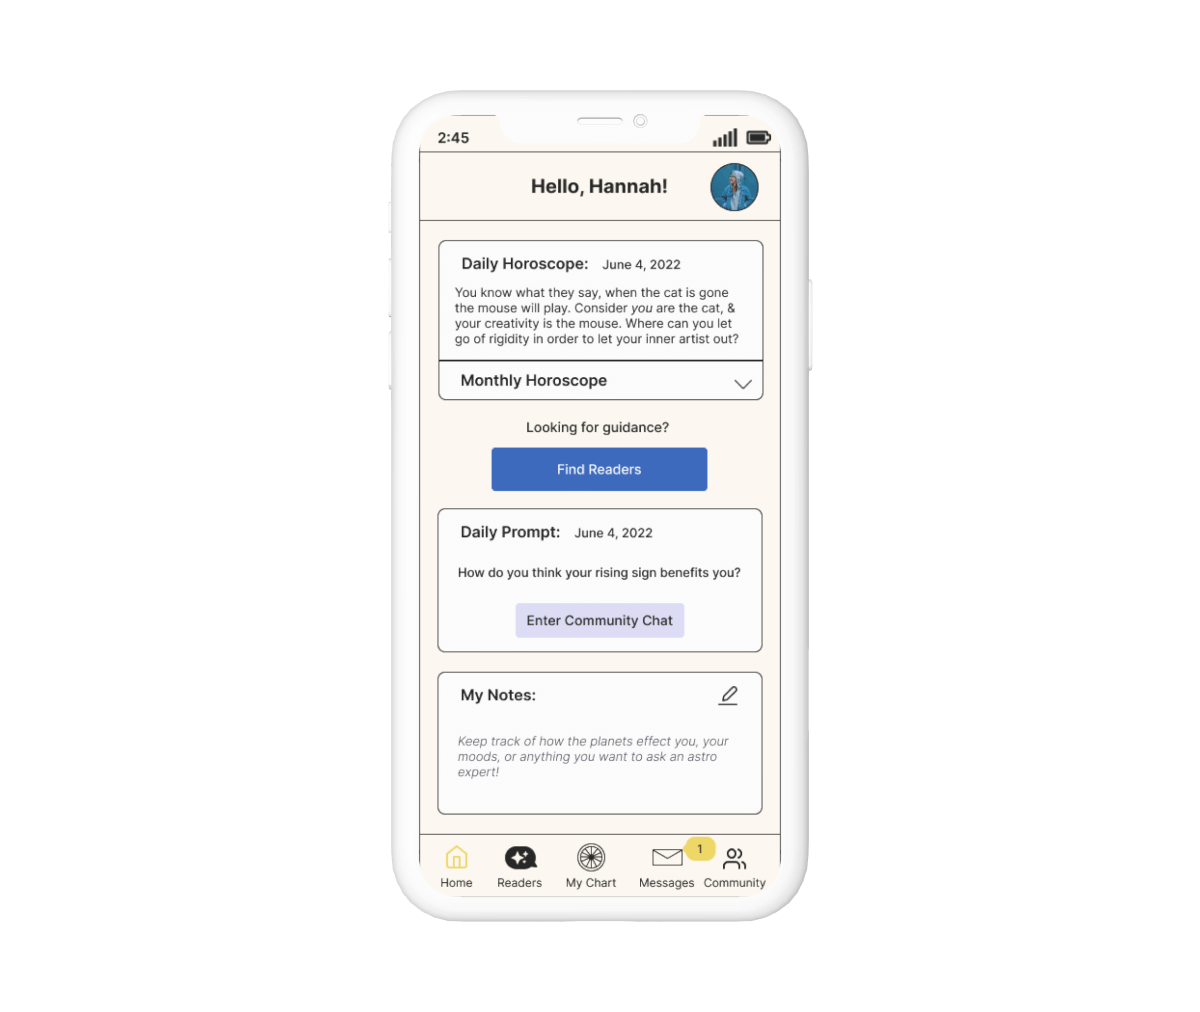 2:45
Hello, Hannah!
Daily Horoscope: June 4, 2022
You know what they say, when the cat is gone
the mouse will play. Consider you are the cat, &
your creativity is the mouse. Where can you let
go of rigidity in order to let your inner artist out?
Monthly Horoscope
Looking for guidance?
Find Readers
Daily Prompt: June 4, 2022
How do you think your rising sign benefits you?
Enter Community Chat
My Notes:
Keep track of how the planets effect you, your
moods, or anything you want to ask an astro
expert!
1
Home Readers My Chart Messages Community